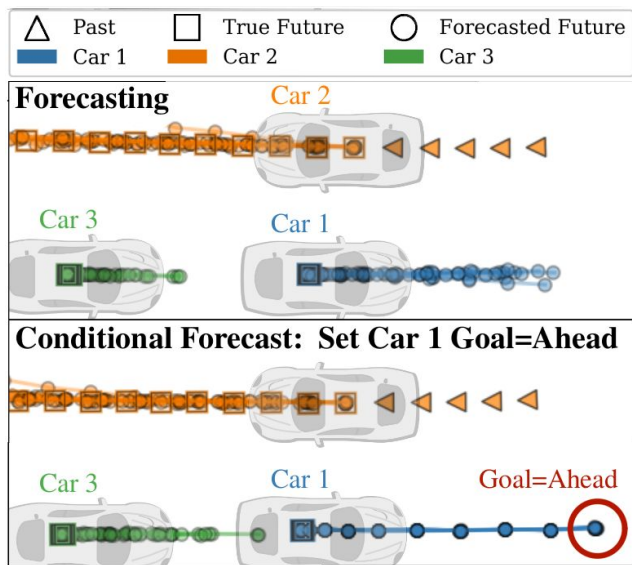 Past True Future Forecasted Future
Car 1 Car 2 Car 3
Forecasting
Car 2
Car 3
Car 1
Conditional Forecast: Set Car 1 Goal=Ahead
Car 3
Car 1
Goal=Ahead